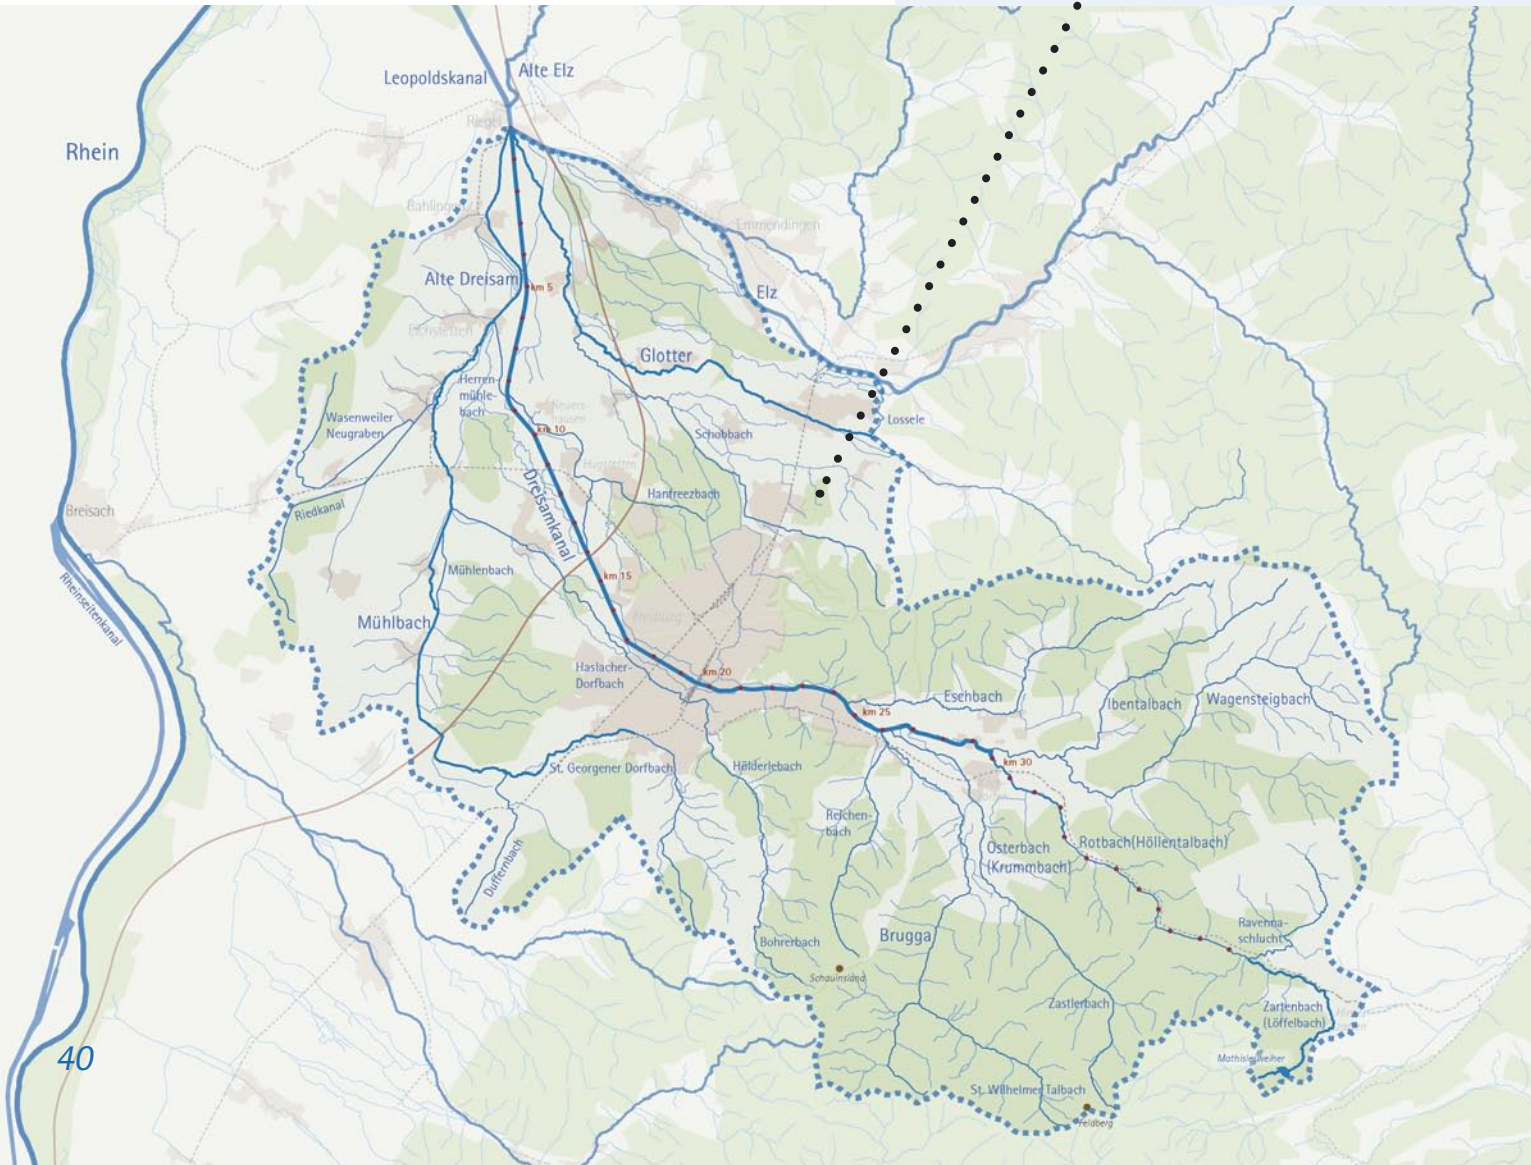 Leopoldskanal
Alte Elz
Riegel
Rhein
Bahlingen
Emmendingen
Alte Dreisam
km 5
Elz
Eichstetten
Glotter
Herren-
mühle-
bach
Wasenweiler
Neugraben
km 10
Schobbach
Lossele
Hanfreezbach
Riedkanal
Breisach
Dreisamkanal
Mühlenbach
km 15
Rheinseitenkanal
Mühlbach
Freiburg
Haslacher-
Dorfbach
km 20
Eschbach
km 25
Ibentalbach
Wagensteigbach
St. Georgener Dorfbach
Hölderlebach
km 30
Reichen-
bach
Osterbach
(Krummbach)
Rotbach(Höllentalbach)
Duffernbach
Ravenna-
schlucht
Bohrerbach
Brugga
Schauinsland
Zastlerbach
Zartenbach
(Löffelbach)
40
Mathisleweiher
St. Wilhelmer Talbach
Feldberg